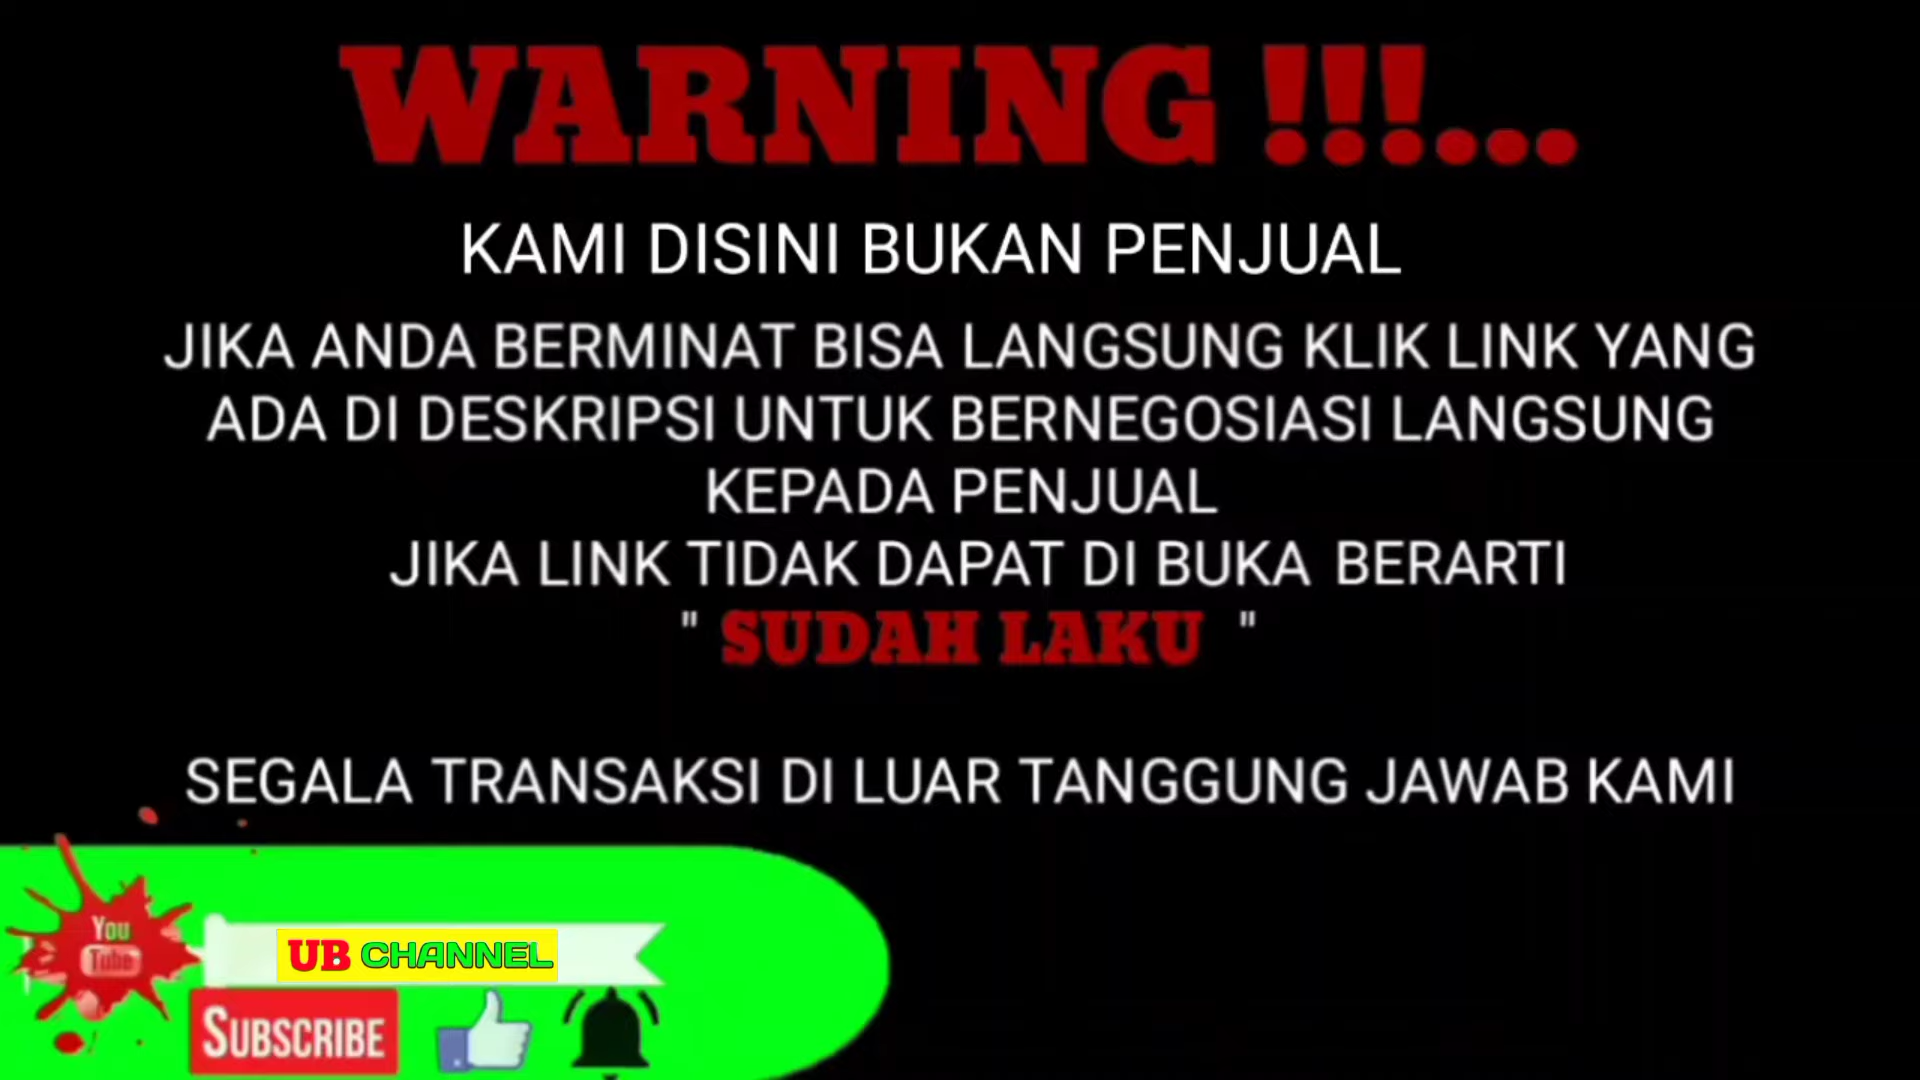 WARNING !!!...
KAMI DISINI BUKAN PENJUAL
JIKA ANDA BERMINAT BISA LANGSUNG KLIK LINK YANG
ADA DI DESKRIPSI UNTUK BERNEGOSIASI LANGSUNG
KEPADA PENJUAL
JIKA LINK TIDAK DAPAT DI BUKA BERARTI
" SUDAH LAKU "
SEGALA TRANSAKSI DI LUAR TANGGUNG JAWAB KAMI
You
Tube
UB CHANNEL
SUBSCRIBE